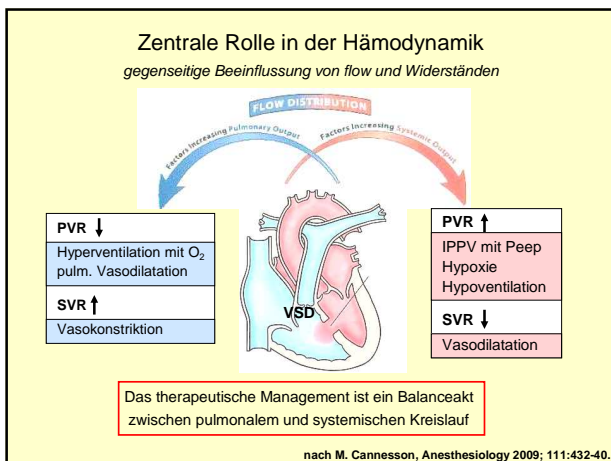 Zentrale Rolle in der Hämodynamik
gegenseitige Beeinflussung von flow und Widerständen
FLOW DISTRIBUTION
Factors Increasing Pulmonary Output
Factors Increasing Systemic Output
PVR ↓
Hyperventilation mit O₂
pulm. Vasodilatation
SVR ↑
Vasokonstriktion
VSD
PVR ↑
IPPV mit Peep
Hypoxie
Hypoventilation
SVR ↓
Vasodilatation
Das therapeutische Management ist ein Balanceakt
zwischen pulmonalem und systemischen Kreislauf
nach M. Cannesson, Anesthesiology 2009; 111:432-40.